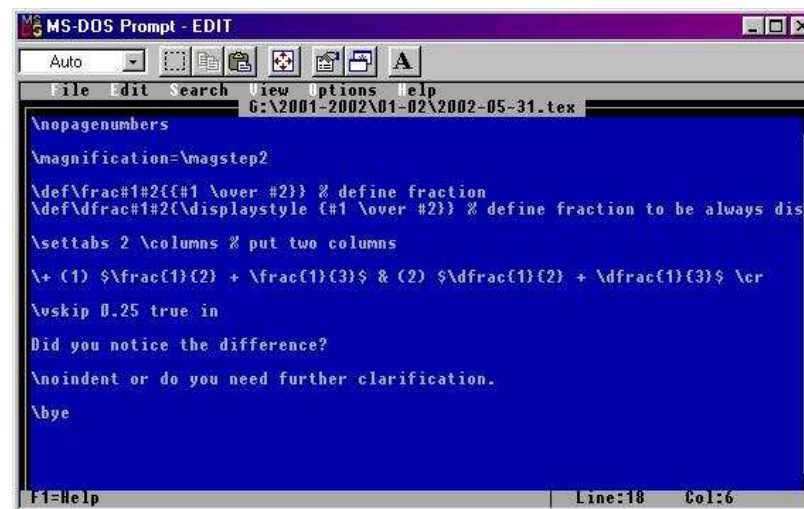 MS-DOS Prompt - EDIT
Auto
A
File Edit Search View Options Help
G:\2001-2002\01-02\2002-05-31.tex
\nopagenumbers
\magnification=\magstep2
\def\frac#1#2{{#1 \over #2}} % define fraction
\def\dfrac#1#2{\displaystyle {#1 \over #2}} % define fraction to be always dis
\settabs 2 \columns % put two columns
\+ (1) $\frac{1}{2} + \frac{1}{3}$ & (2) $\dfrac{1}{2} + \dfrac{1}{3}$ \cr
\vskip 0.25 true in
Did you notice the difference?
\noindent or do you need further clarification.
\bye
F1=Help Line:18 Col:6